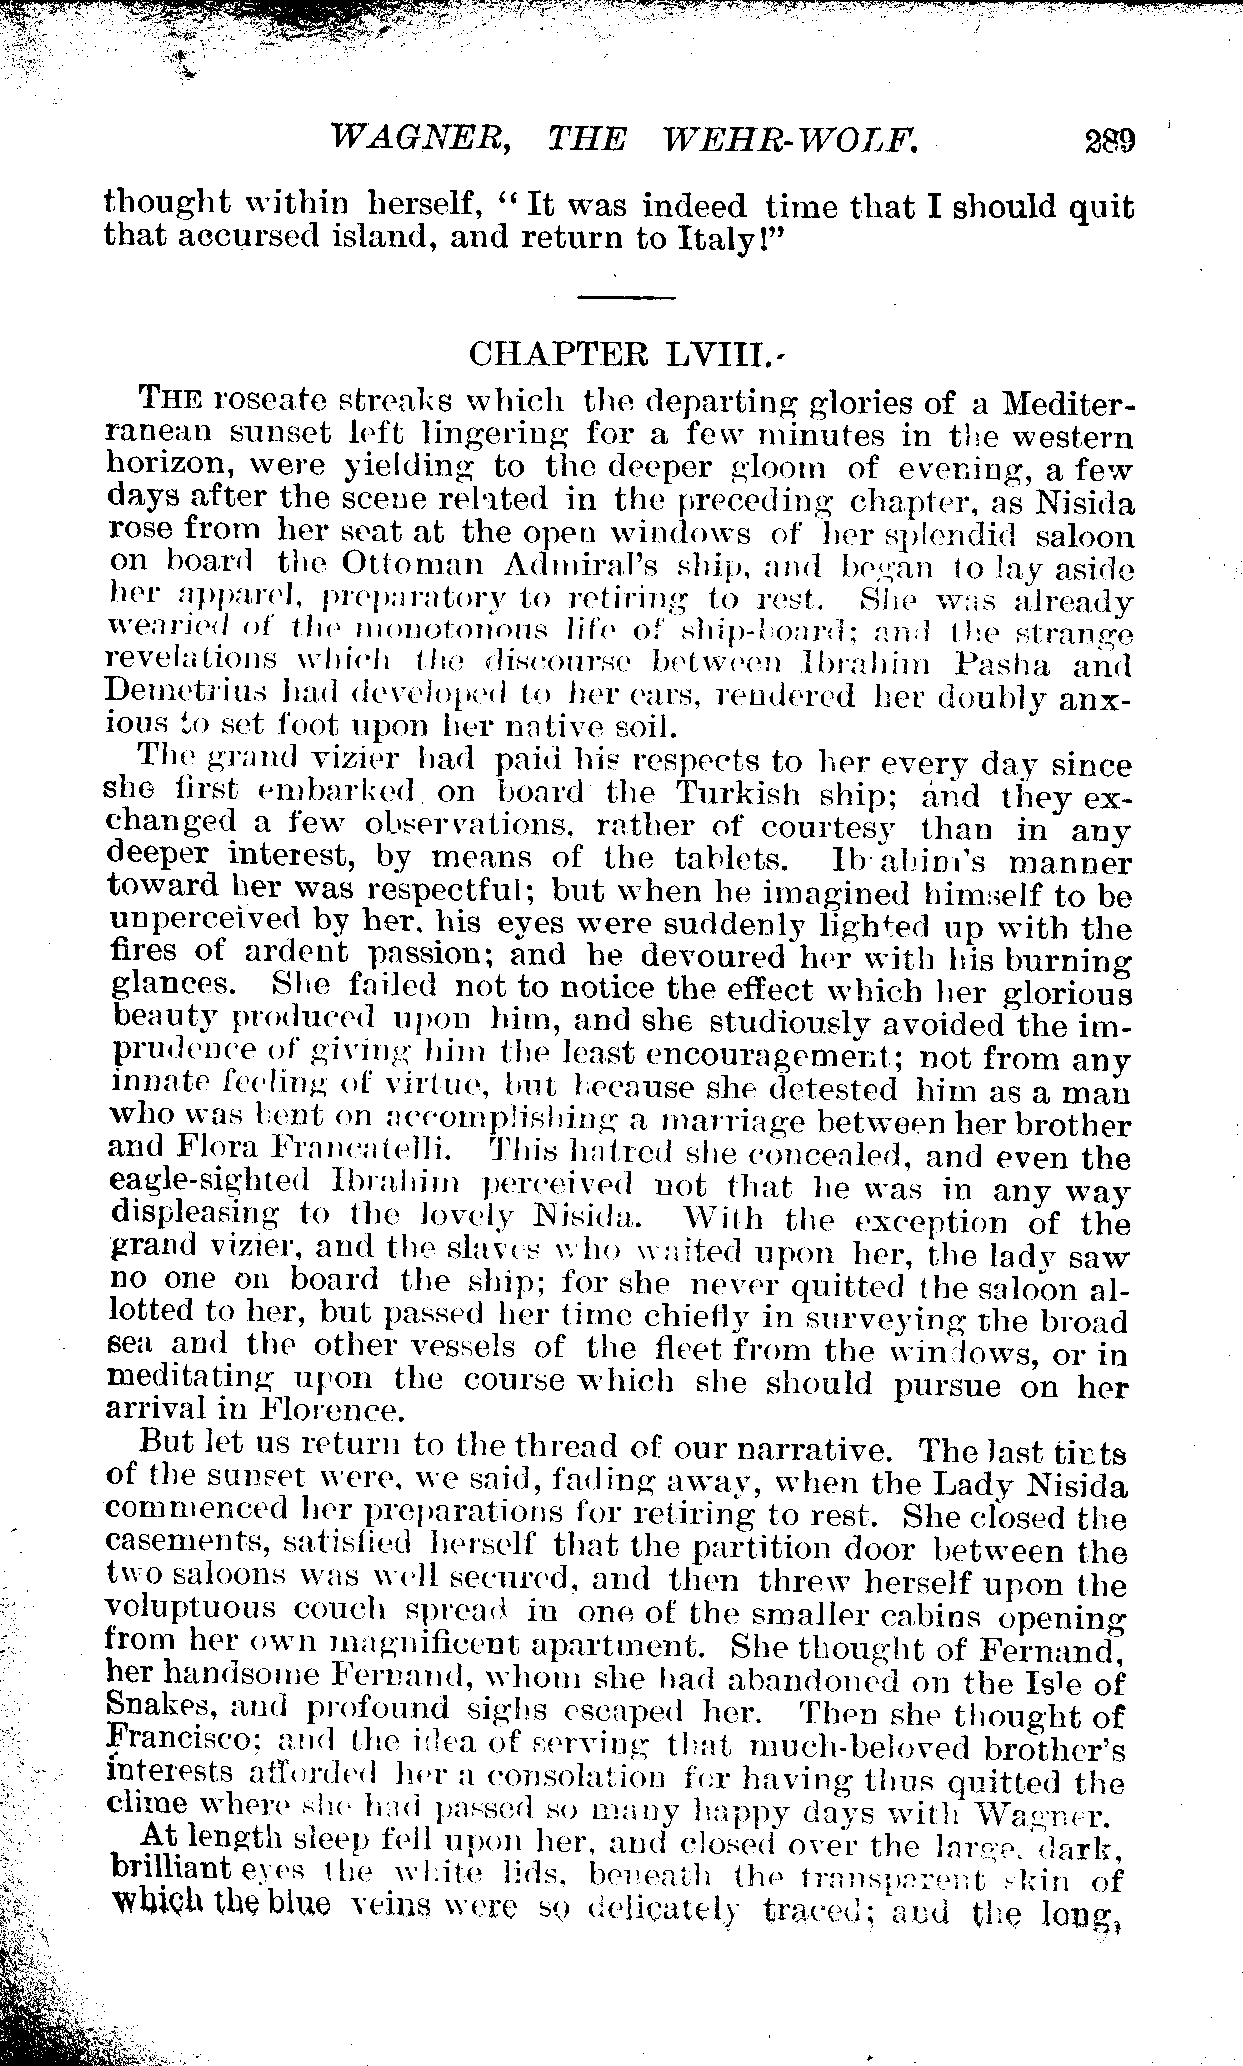 WAGNER, THE WEHR-WOLF. 289
thought within herself, “It was indeed time that I should quit
that accursed island, and return to Italy!”
CHAPTER LVIII.
THE roseate streaks which the departing glories of a Mediter-
ranean sunset left lingering for a few minutes in the western
horizon, were yielding to the deeper gloom of evening, a few
days after the scene related in the preceding chapter, as Nisida
rose from her seat at the open windows of her splendid saloon
on board the Ottoman Admiral's ship, and began to lay aside
her apparel, preparatory to retiring to rest. She was already
wearied of the monotonous life of ship-board; and the strange
revelations which the discourse between Ibrahim Pasha and
Demetrius had developed to her ears, rendered her doubly anx-
ious to set foot upon her native soil.
The grand vizier had paid his respects to her every day since
she first embarked on board the Turkish ship; and they ex-
changed a few observations, rather of courtesy than in any
deeper interest, by means of the tablets. Ibrahim's manner
toward her was respectful; but when he imagined himself to be
unperceived by her, his eyes were suddenly lighted up with the
fires of ardent passion; and he devoured her with his burning
glances. She failed not to notice the effect which her glorious
beauty produced upon him, and she studiously avoided the im-
prudence of giving him the least encouragement; not from any
innate feeling of virtue, but because she detested him as a man
who was bent on accomplishing a marriage between her brother
and Flora Francatelli. This hatred she concealed, and even the
eagle-sighted Ibrahim perceived not that he was in any way
displeasing to the lovely Nisida. With the exception of the
grand vizier, and the slaves who waited upon her, the lady saw
no one on board the ship; for she never quitted the saloon al-
lotted to her, but passed her time chiefly in surveying the broad
sea and the other vessels of the fleet from the windows, or in
meditating upon the course which she should pursue on her
arrival in Florence.
But let us return to the thread of our narrative. The last tints
of the sunset were, we said, fading away, when the Lady Nisida
commenced her preparations for retiring to rest. She closed the
casements, satisfied herself that the partition door between the
two saloons was well secured, and then threw herself upon the
voluptuous couch spread in one of the smaller cabins opening
from her own magnificent apartment. She thought of Fernand,
her handsome Fernand, whom she had abandoned on the Isle of
Snakes, and profound sighs escaped her. Then she thought of
Francisco; and the idea of serving that much-beloved brother's
interests afforded her a consolation for having thus quitted the
clime where she had passed so many happy days with Wagner.
At length sleep fell upon her, and closed over the large, dark,
brilliant eyes the white lids, beneath the transparent skin of
which the blue veins were so delicately traced; and the long,